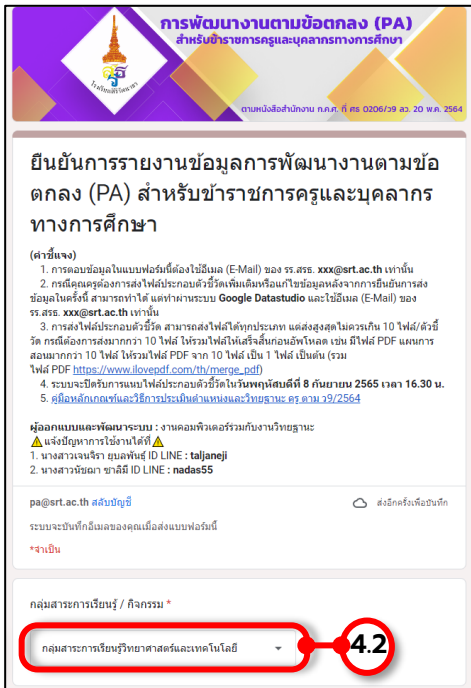 การพัฒนางานตามข้อตกลง (PA)
สำหรับข้าราชการครูและบุคลากรทางการศึกษา
ตามหนังสือสำนักงาน ก.ค.ศ. ที่ ศธ 0206/ว9 ลว. 20 พ.ค. 2564
ยืนยันการรายงานข้อมูลการพัฒนางานตามข้อ
ตกลง (PA) สำหรับข้าราชการครูและบุคลากร
ทางการศึกษา
(คำชี้แจง)
1. การตอบข้อมูลในแบบฟอร์มนี้ต้องใช้อีเมล (E-Mail) ของ รร.สรธ. xxx@srt.ac.th เท่านั้น
2. กรณีคุณครูต้องการส่งไฟล์ประกอบตัวชี้วัดเพิ่มเติมหรือแก้ไขข้อมูลหลังจากการยืนยันการส่ง
ข้อมูลในครั้งนี้ สามารถทำได้ แต่ทำผ่านระบบ Google Datastudio และใช้อีเมล (E-Mail) ของ
รร.สรธ. xxx@srt.ac.th เท่านั้น
3. การส่งไฟล์ประกอบตัวชี้วัด สามารถส่งไฟล์ได้ทุกประเภท แต่ส่งสูงสุดไม่ควรเกิน 10 ไฟล์/ตัวชี้
วัด กรณีต้องการส่งมากกว่า 10 ไฟล์ ให้รวมไฟล์ให้เสร็จสิ้นก่อนอัพโหลด เช่น มีไฟล์ PDF แผนการ
สอนมากกว่า 10 ไฟล์ ให้รวมไฟล์ PDF จาก 10 ไฟล์ เป็น 1 ไฟล์ เป็นต้น (รวม
ไฟล์ PDF https://www.ilovepdf.com/th/merge_pdf)
4. ระบบจะปิดรับการแนบไฟล์ประกอบตัวชี้วัดในวันพฤหัสบดีที่ 8 กันยายน 2565 เวลา 16.30 น.
5. คู่มือหลักเกณฑ์และวิธีการประเมินตำแหน่งและวิทยฐานะ ครู ตาม ว9/2564
ผู้ออกแบบและพัฒนาระบบ : งานคอมพิวเตอร์ร่วมกับงานวิทยฐานะ
แจ้งปัญหาการใช้งานได้ที่
1. นางสาวเจนจิรา ยุบลพันธุ์ ID LINE : taljaneji
2. นางสาวนัชฌา ชาลีมี ID LINE : nadas55
pa@srt.ac.th สลับบัญชี
ส่งอีกครั้งเพื่อบันทึก
ระบบจะบันทึกอีเมลของคุณเมื่อส่งแบบฟอร์มนี้
*จำเป็น
กลุ่มสาระการเรียนรู้ / กิจกรรม *
กลุ่มสาระการเรียนรู้วิทยาศาสตร์และเทคโนโลยี
4.2